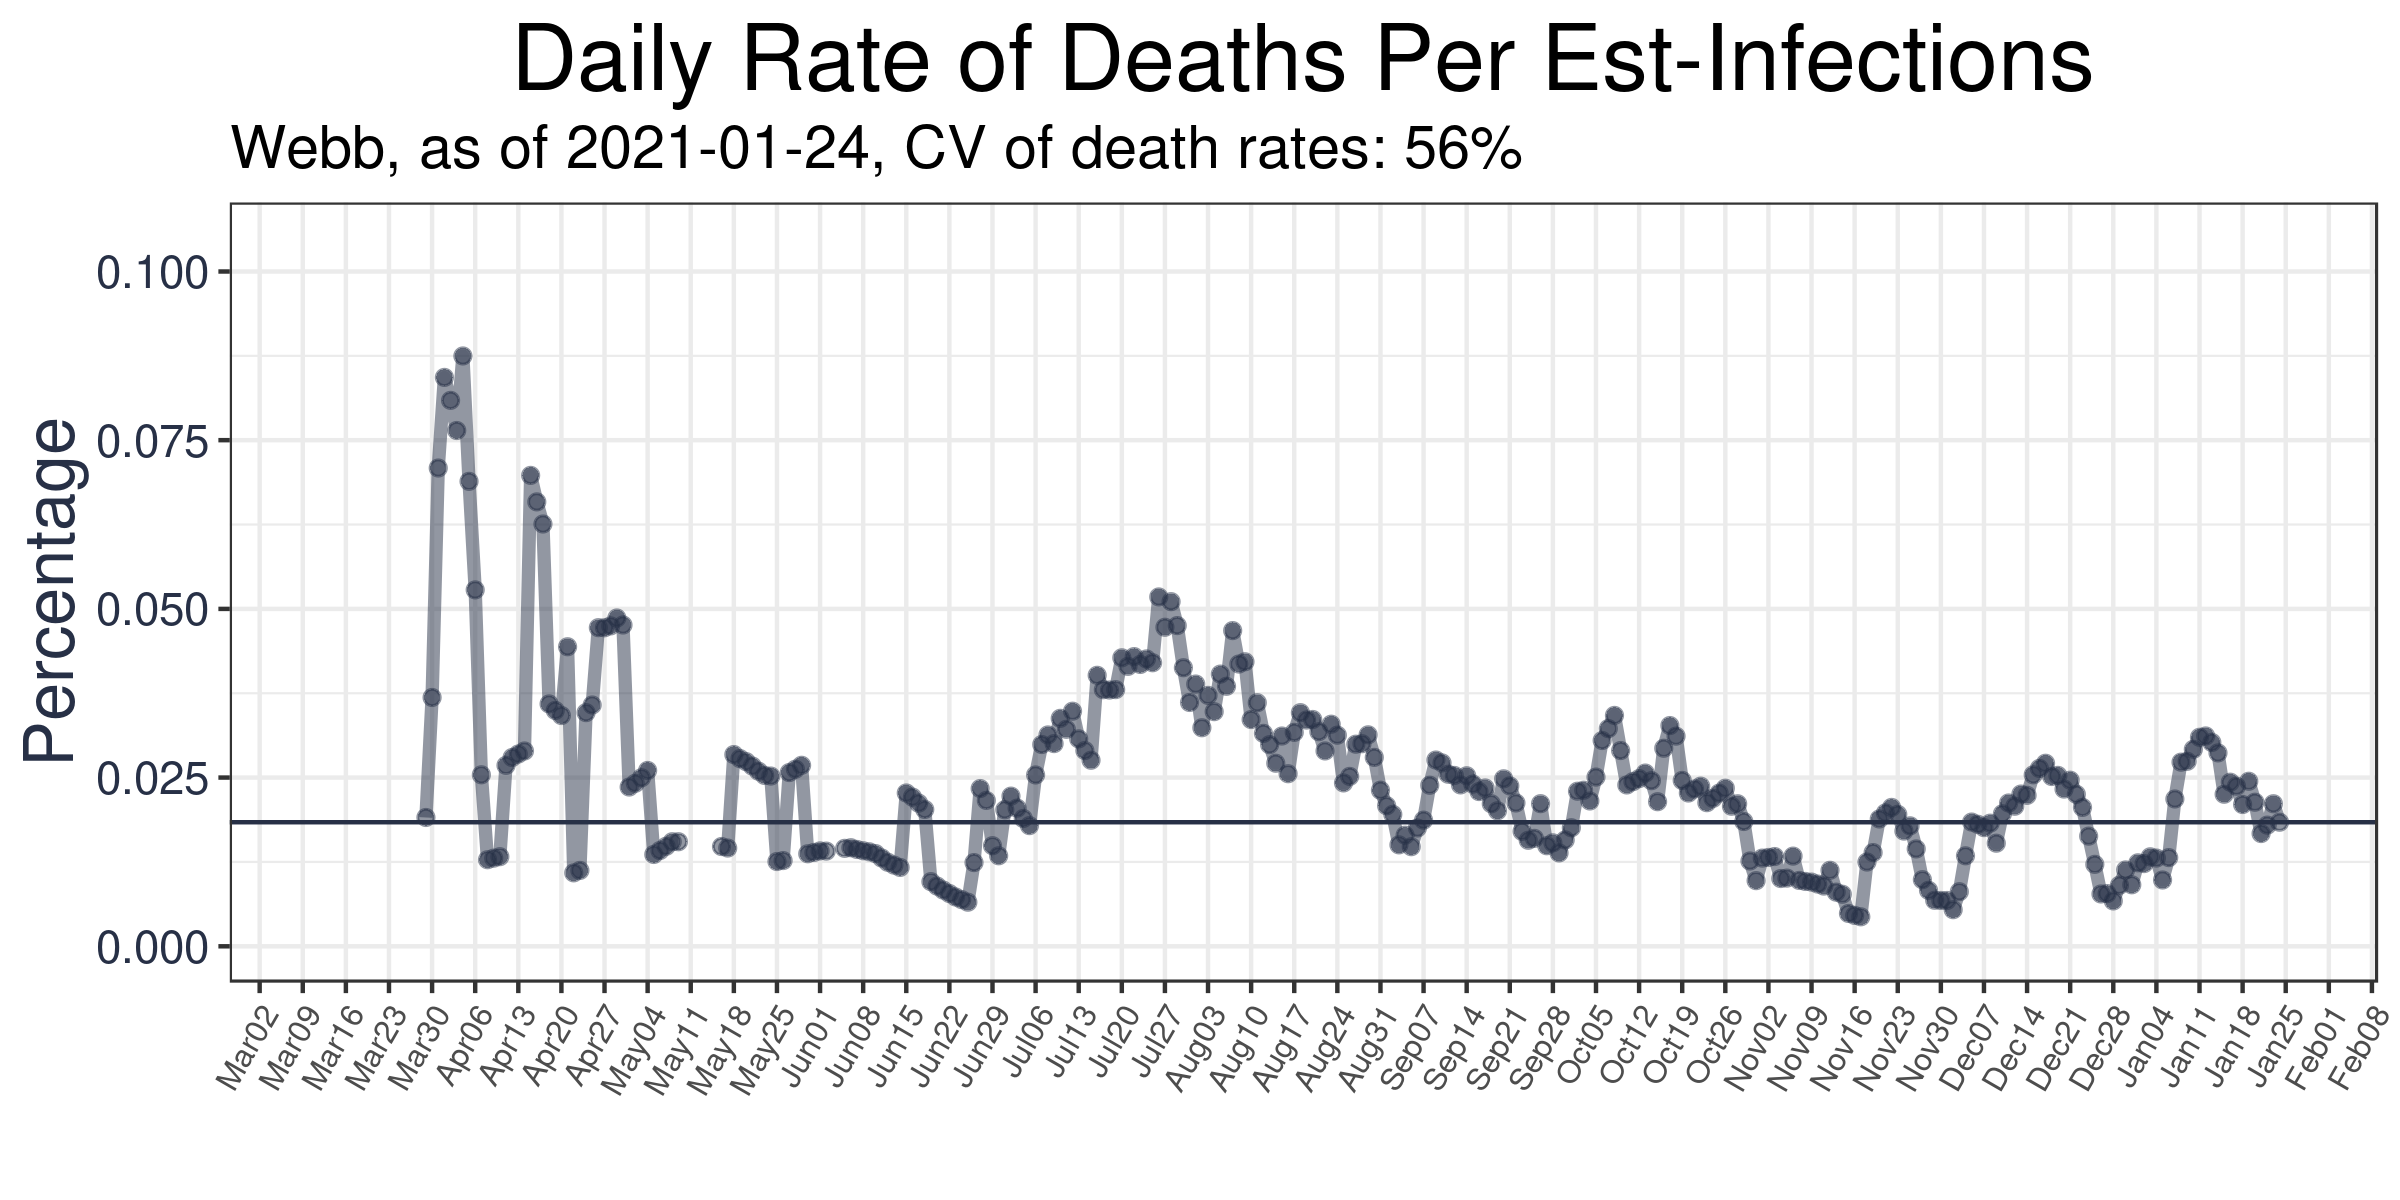 Daily Rate of Deaths Per Est-Infections
Webb, as of 2021-01-24, CV of death rates: 56%
Percentage
0.100
0.075
0.050
0.025
0.000
Mar02
Mar09
Mar16
Mar23
Mar30
Apr06
Apr13
Apr20
Apr27
May04
May11
May18
May25
Jun01
Jun08
Jun15
Jun22
Jun29
Jul06
Jul13
Jul20
Jul27
Aug03
Aug10
Aug17
Aug24
Aug31
Sep07
Sep14
Sep21
Sep28
Oct05
Oct12
Oct19
Oct26
Nov02
Nov09
Nov16
Nov23
Nov30
Dec07
Dec14
Dec21
Dec28
Jan04
Jan11
Jan18
Jan25
Feb01
Feb08